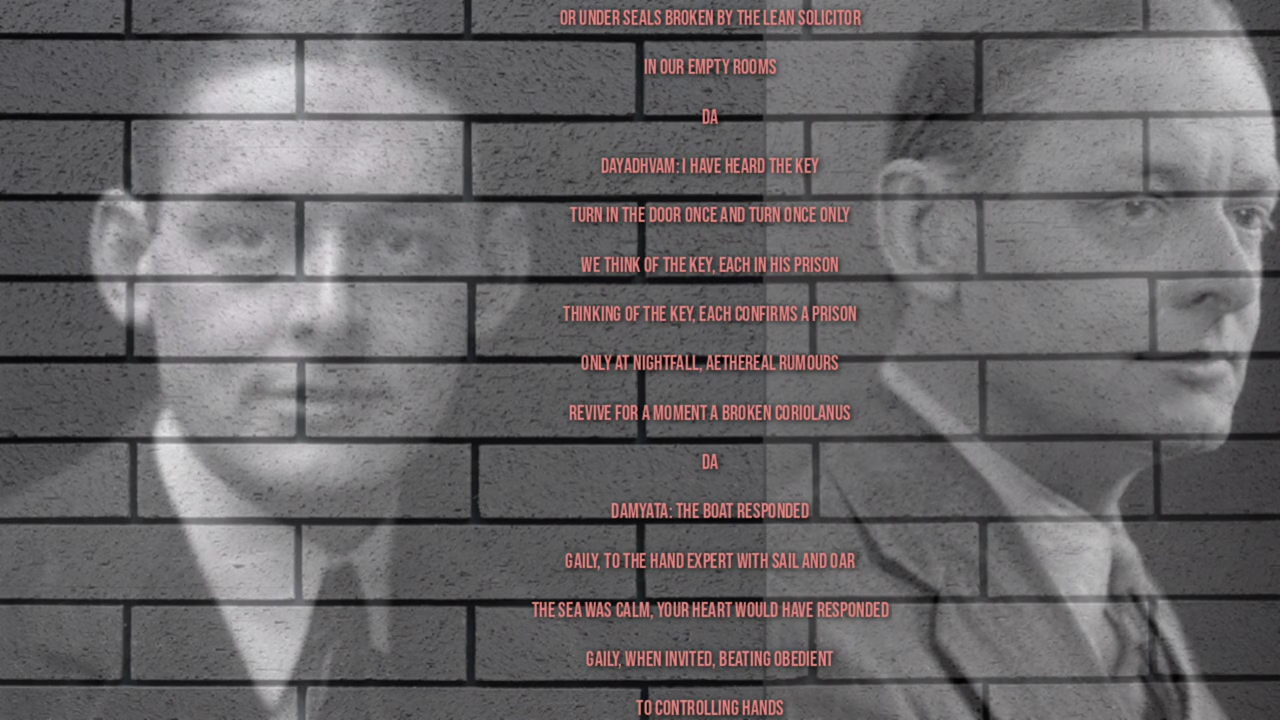 OR UNDER SEALS BROKEN BY THE LEAN SOLICITOR
IN OUR EMPTY ROOMS
DA
DAYADHVAM: I HAVE HEARD THE KEY
TURN IN THE DOOR ONCE AND TURN ONCE ONLY
WE THINK OF THE KEY, EACH IN HIS PRISON
THINKING OF THE KEY, EACH CONFIRMS A PRISON
ONLY AT NIGHTFALL, AETHEREAL RUMOURS
REVIVE FOR A MOMENT A BROKEN CORIOLANUS
DA
DAMYATA: THE BOAT RESPONDED
GAILY, TO THE HAND EXPERT WITH SAIL AND OAR
THE SEA WAS CALM, YOUR HEART WOULD HAVE RESPONDED
GAILY, WHEN INVITED, BEATING OBEDIENT
TO CONTROLLING HANDS